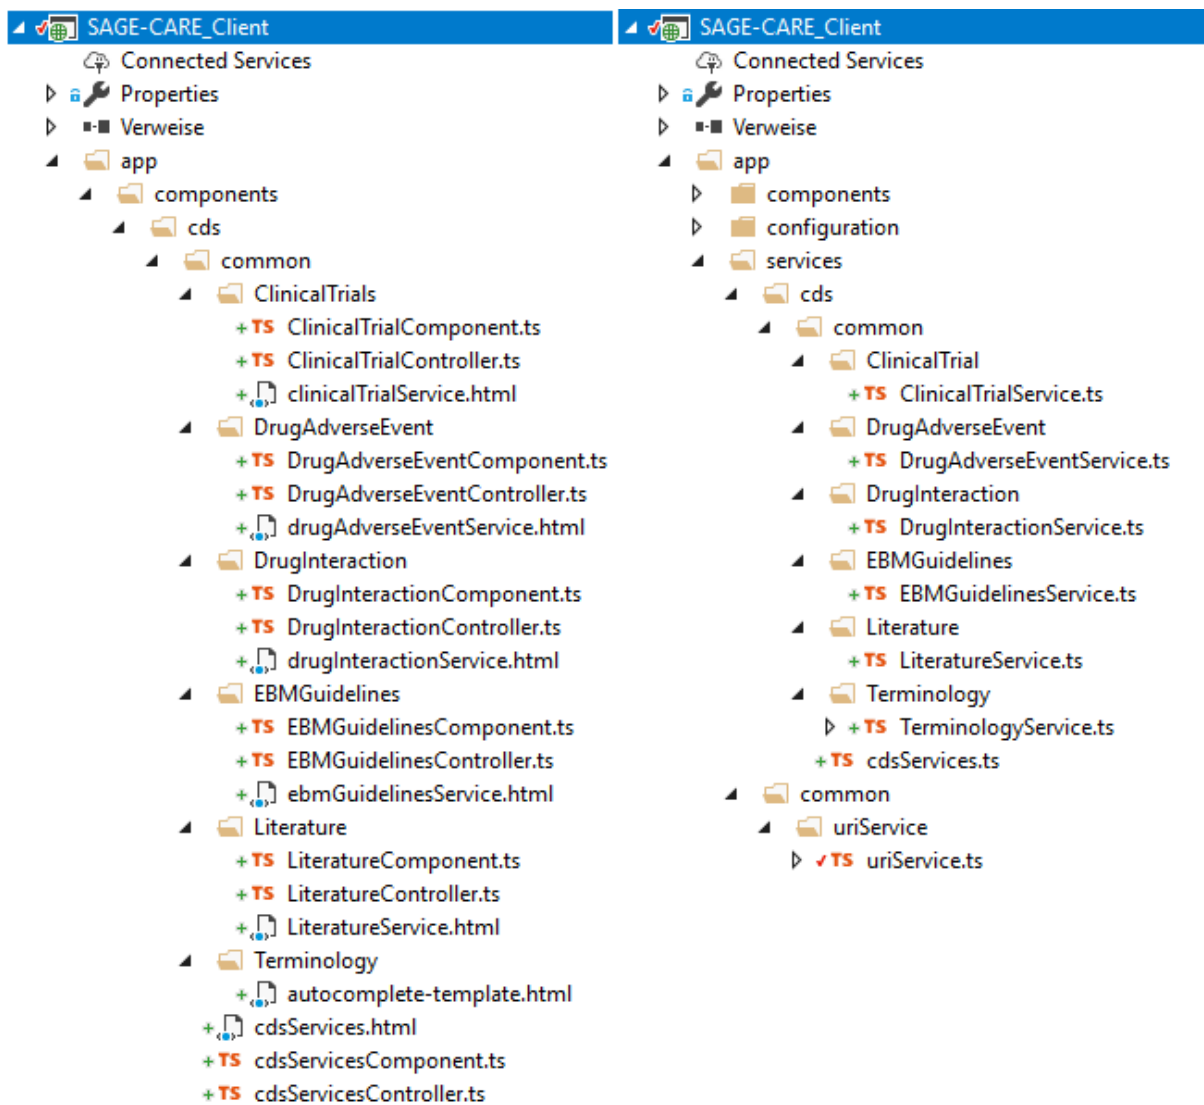 SAGE-CARE_Client
Connected Services
Properties
Verweise
app
components
cds
common
ClinicalTrials
TS ClinicalTrialComponent.ts
TS ClinicalTrialController.ts
clinicalTrialService.html
DrugAdverseEvent
TS DrugAdverseEventComponent.ts
TS DrugAdverseEventController.ts
drugAdverseEventService.html
DrugInteraction
TS DrugInteractionComponent.ts
TS DrugInteractionController.ts
drugInteractionService.html
EBMGuidelines
TS EBMGuidelinesComponent.ts
TS EBMGuidelinesController.ts
ebmGuidelinesService.html
Literature
TS LiteratureComponent.ts
TS LiteratureController.ts
LiteratureService.html
Terminology
autocomplete-template.html
cdsServices.html
TS cdsServicesComponent.ts
TS cdsServicesController.ts
SAGE-CARE_Client
Connected Services
Properties
Verweise
app
components
configuration
services
cds
common
ClinicalTrial
TS ClinicalTrialService.ts
DrugAdverseEvent
TS DrugAdverseEventService.ts
DrugInteraction
TS DrugInteractionService.ts
EBMGuidelines
TS EBMGuidelinesService.ts
Literature
TS LiteratureService.ts
Terminology
TS TerminologyService.ts
TS cdsServices.ts
common
uriService
TS uriService.ts